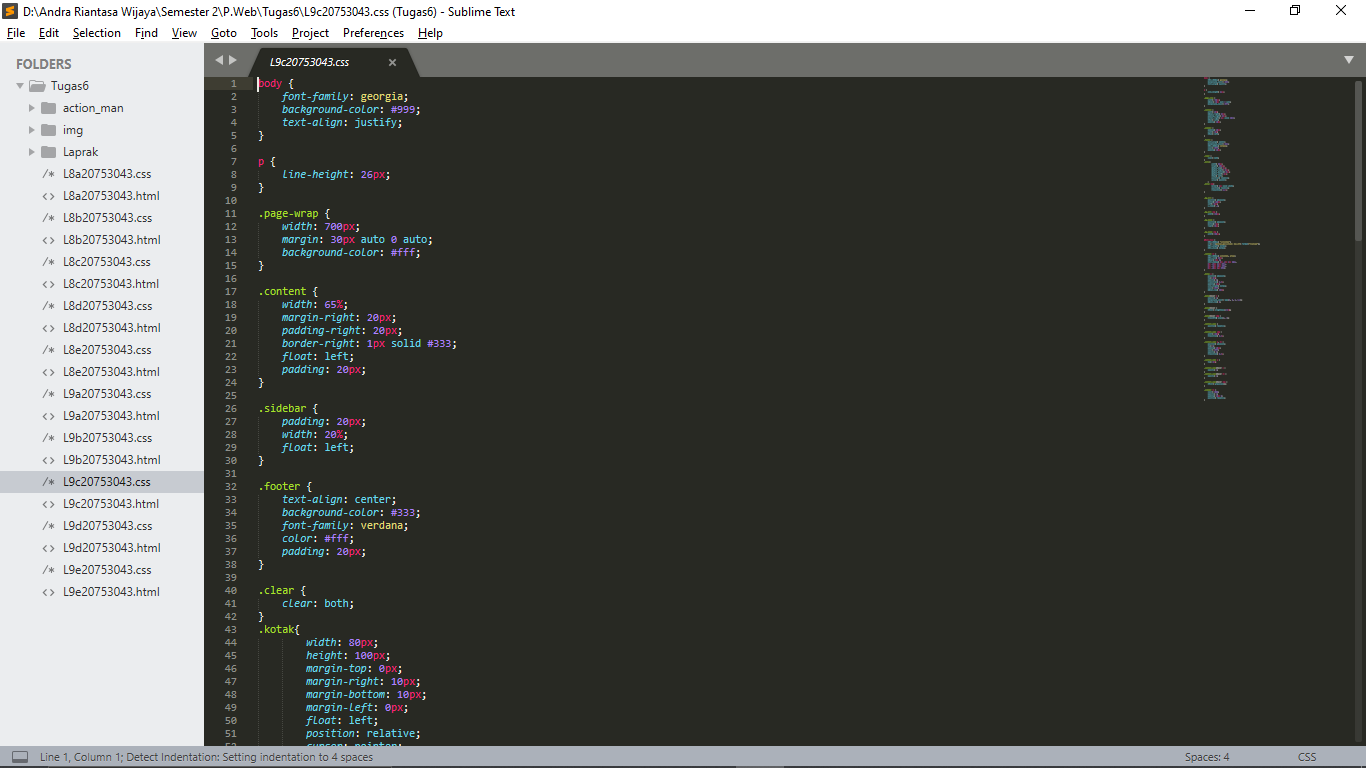 D:\Andra Riantasa Wijaya\Semester 2\P.Web\Tugas6\L9c20753043.css (Tugas6) - Sublime Text
File Edit Selection Find View Goto Tools Project Preferences Help
FOLDERS
Tugas6
action_man
img
Laprak
/* L8a20753043.css
<> L8a20753043.html
/* L8b20753043.css
<> L8b20753043.html
/* L8c20753043.css
<> L8c20753043.html
/* L8d20753043.css
<> L8d20753043.html
/* L8e20753043.css
<> L8e20753043.html
/* L9a20753043.css
<> L9a20753043.html
/* L9b20753043.css
<> L9b20753043.html
/* L9c20753043.css
<> L9c20753043.html
/* L9d20753043.css
<> L9d20753043.html
/* L9e20753043.css
<> L9e20753043.html
L9c20753043.css
1 body {
2 font-family: georgia;
3 background-color: #999;
4 text-align: justify;
5 }
6
7 p {
8 line-height: 26px;
9 }
10
11 .page-wrap {
12 width: 700px;
13 margin: 30px auto 0 auto;
14 background-color: #fff;
15 }
16
17 .content {
18 width: 65%;
19 margin-right: 20px;
20 padding-right: 20px;
21 border-right: 1px solid #333;
22 float: left;
23 padding: 20px;
24 }
25
26 .sidebar {
27 padding: 20px;
28 width: 20%;
29 float: left;
30 }
31
32 .footer {
33 text-align: center;
34 background-color: #333;
35 font-family: verdana;
36 color: #fff;
37 padding: 20px;
38 }
39
40 .clear {
41 clear: both;
42 }
43 .kotak{
44 width: 80px;
45 height: 100px;
46 margin-top: 0px;
47 margin-right: 10px;
48 margin-bottom: 10px;
49 margin-left: 0px;
50 float: left;
51 position: relative;
52 cursor: pointer;
Line 1, Column 1; Detect Indentation: Setting indentation to 4 spaces
Spaces: 4
CSS